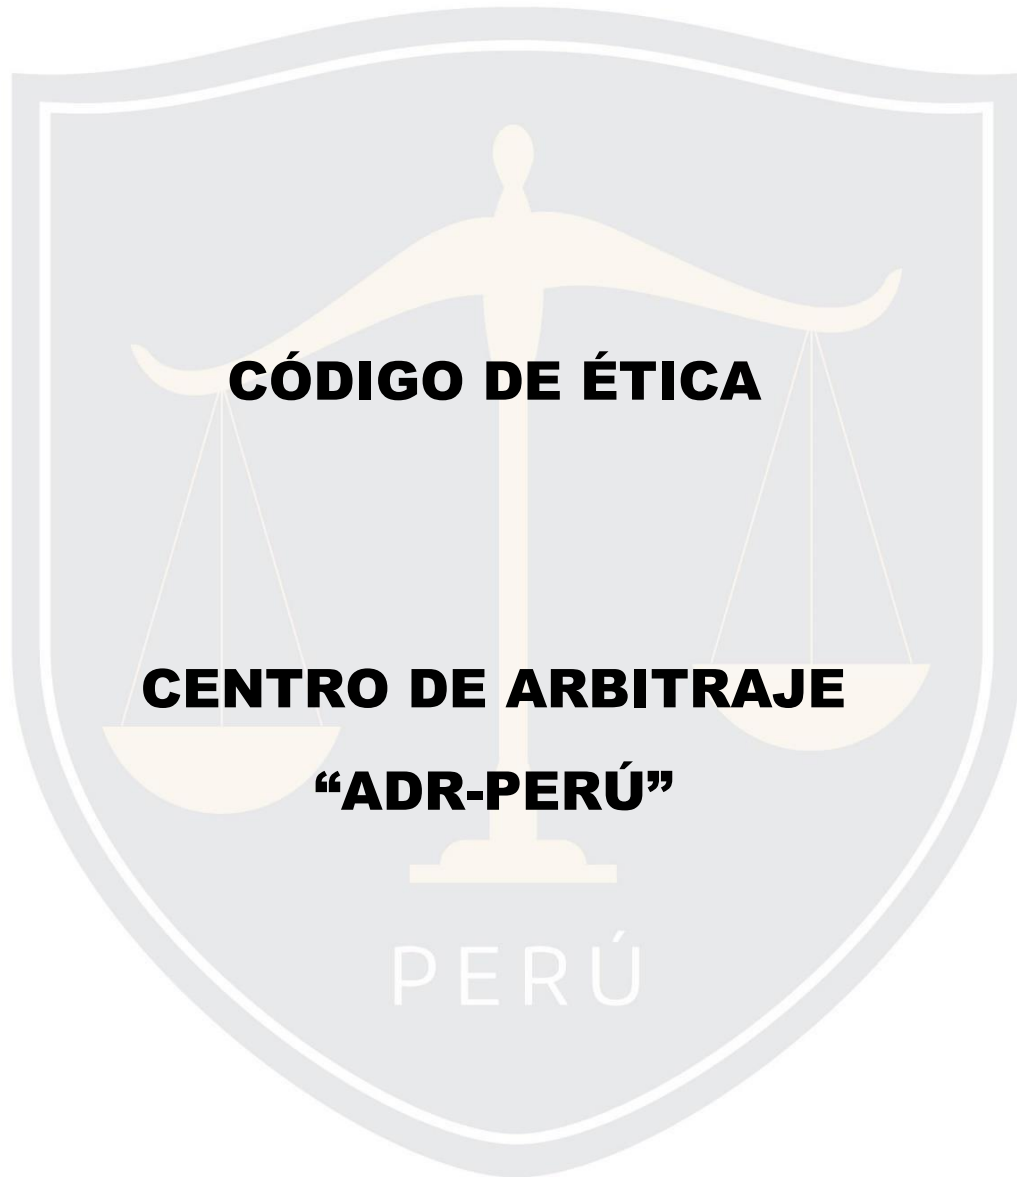 CÓDIGO DE ÉTICA
CENTRO DE ARBITRAJE
“ADR-PERÚ”
PERÚ